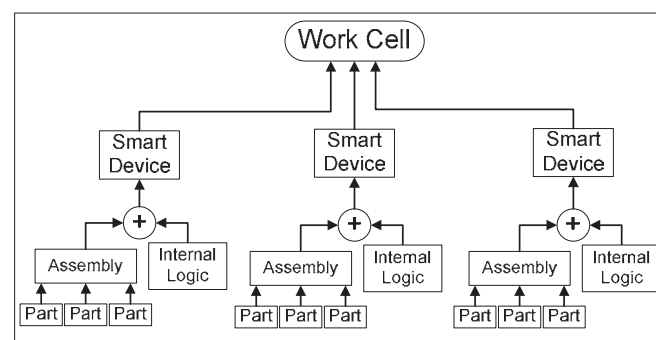 Work Cell
Smart
Device
Smart
Device
Smart
Device
+
+
+
Assembly
Internal
Logic
Assembly
Internal
Logic
Assembly
Internal
Logic
Part Part Part
Part Part Part
Part Part Part